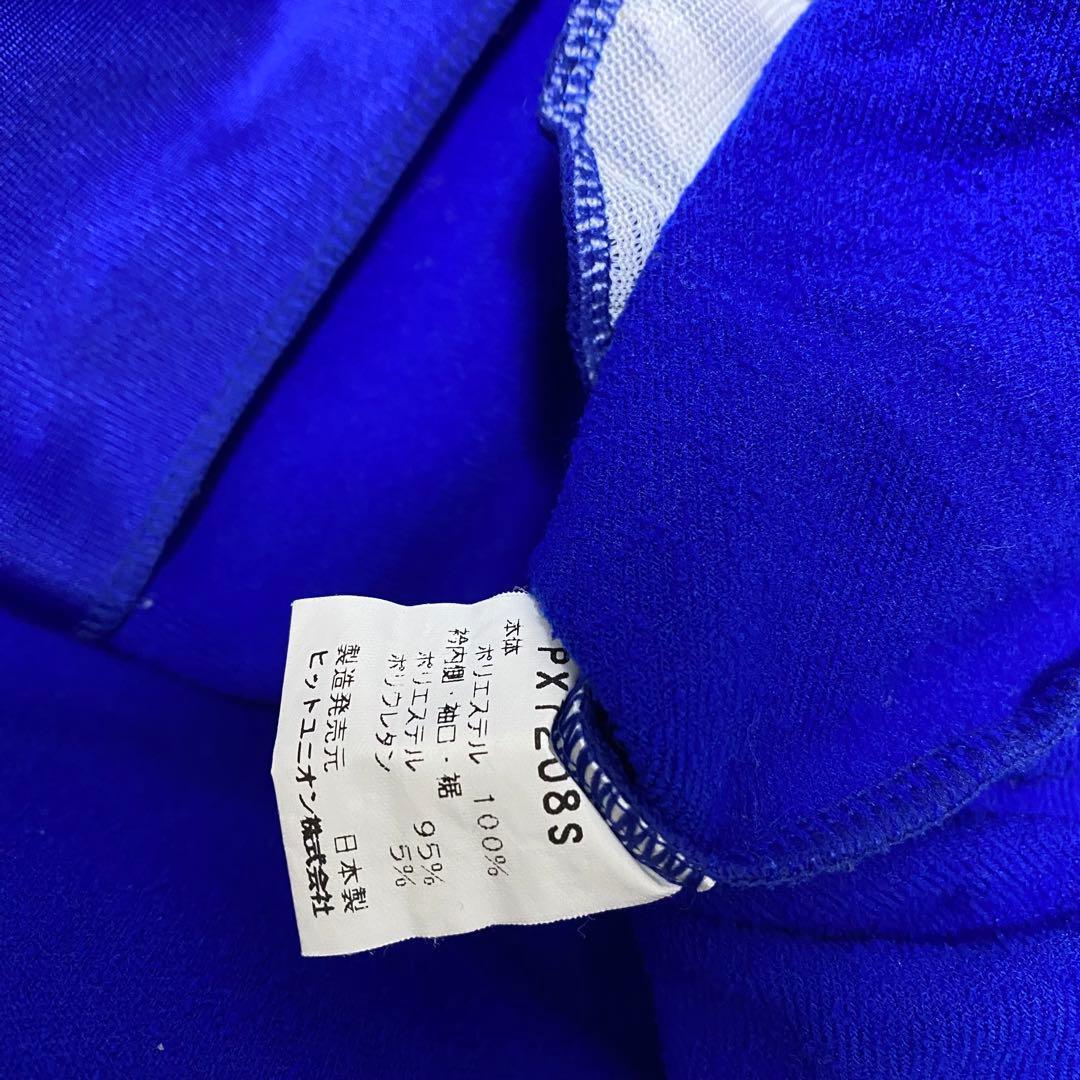 PX7208S
本体
ポリエステル 100%
衿内側・袖口・裾
ポリエステル 95%
ポリウレタン 5%
製造発売元 日本製
ヒットユニオン株式会社